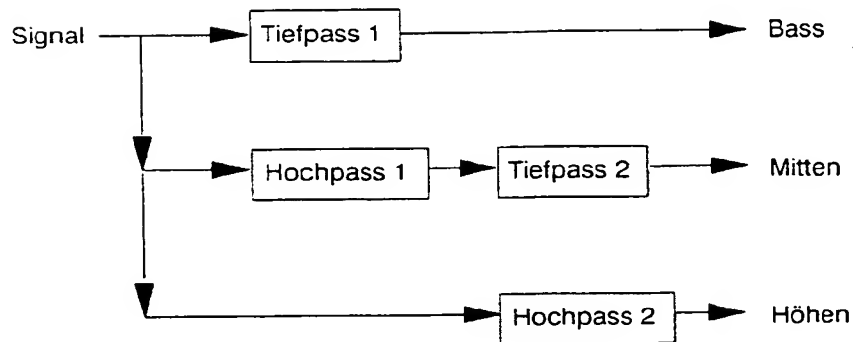 Signal Tiefpass 1 Bass
Hochpass 1 Tiefpass 2 Mitten
Hochpass 2 Höhen